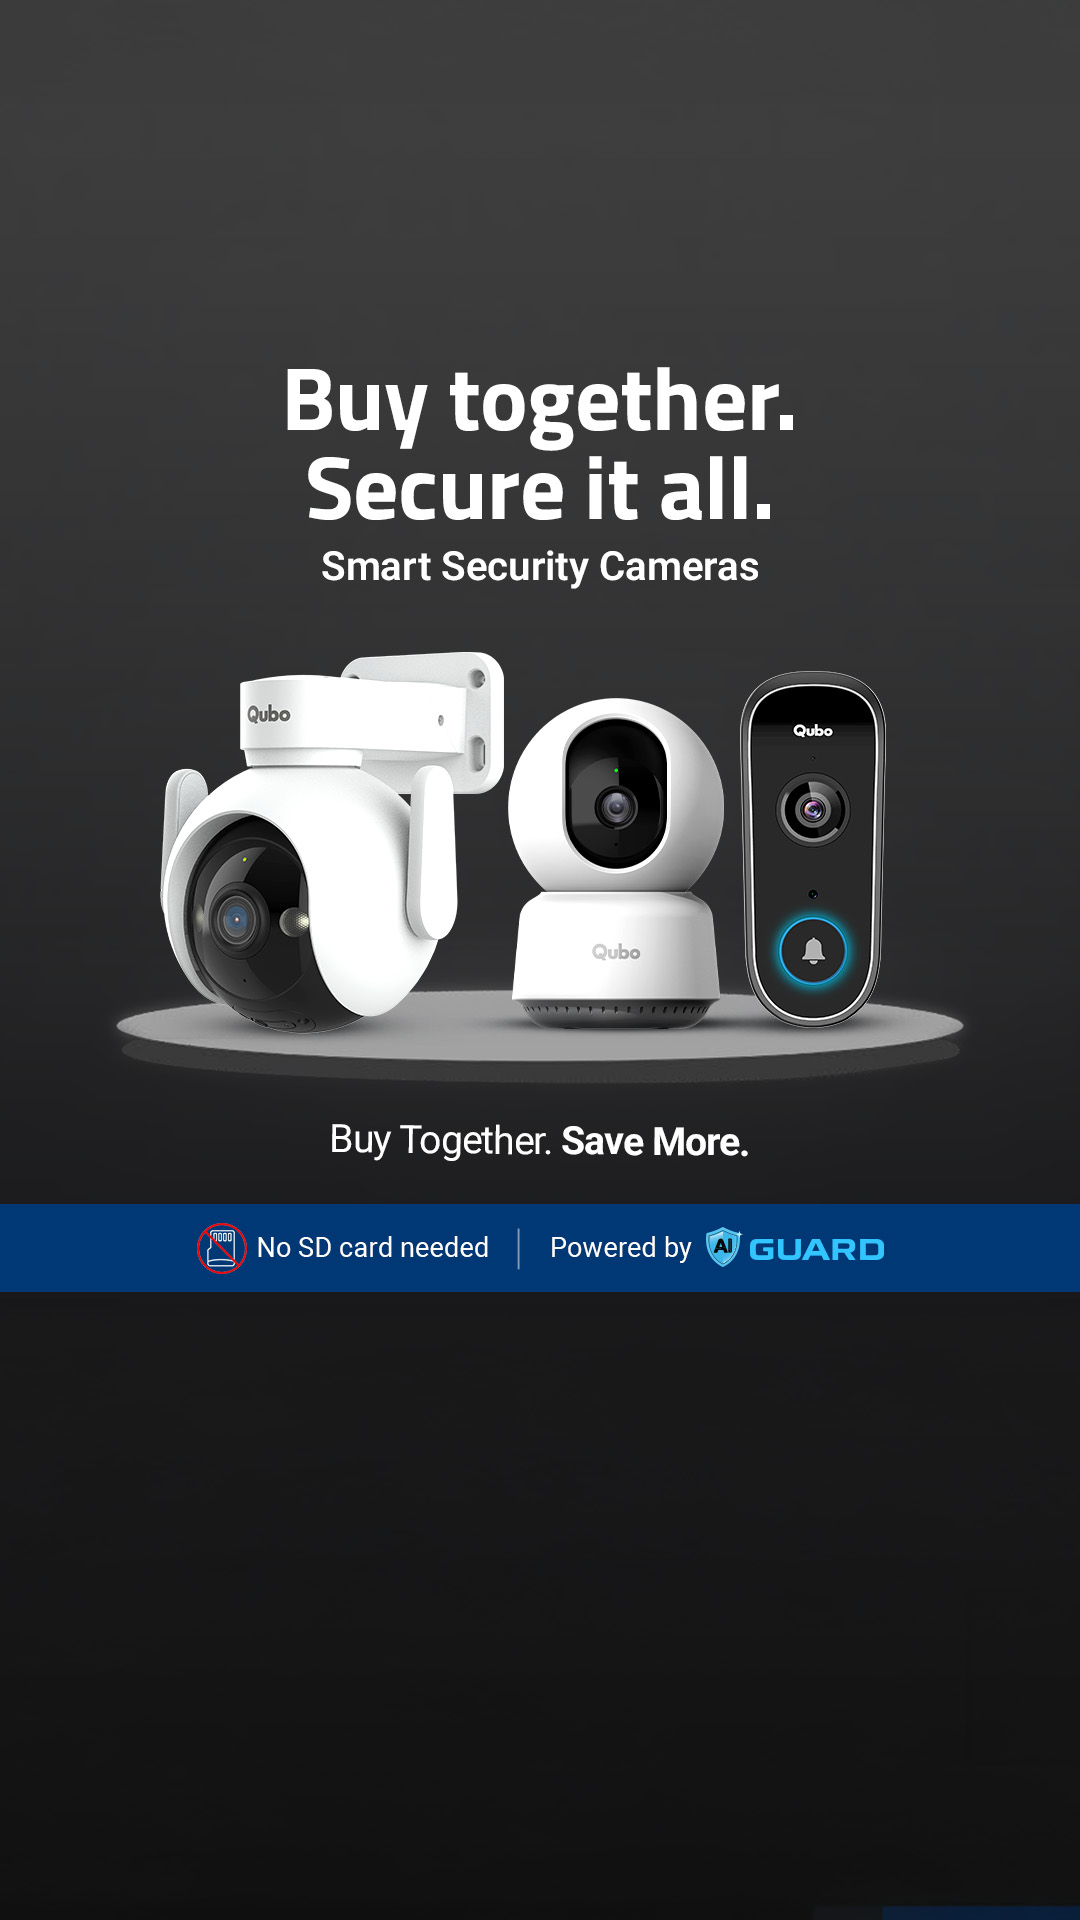 Buy together.
Secure it all.
Smart Security Cameras
Qubo
Qubo
Qubo
Buy Together. Save More.
No SD card needed | Powered by AI GUARD